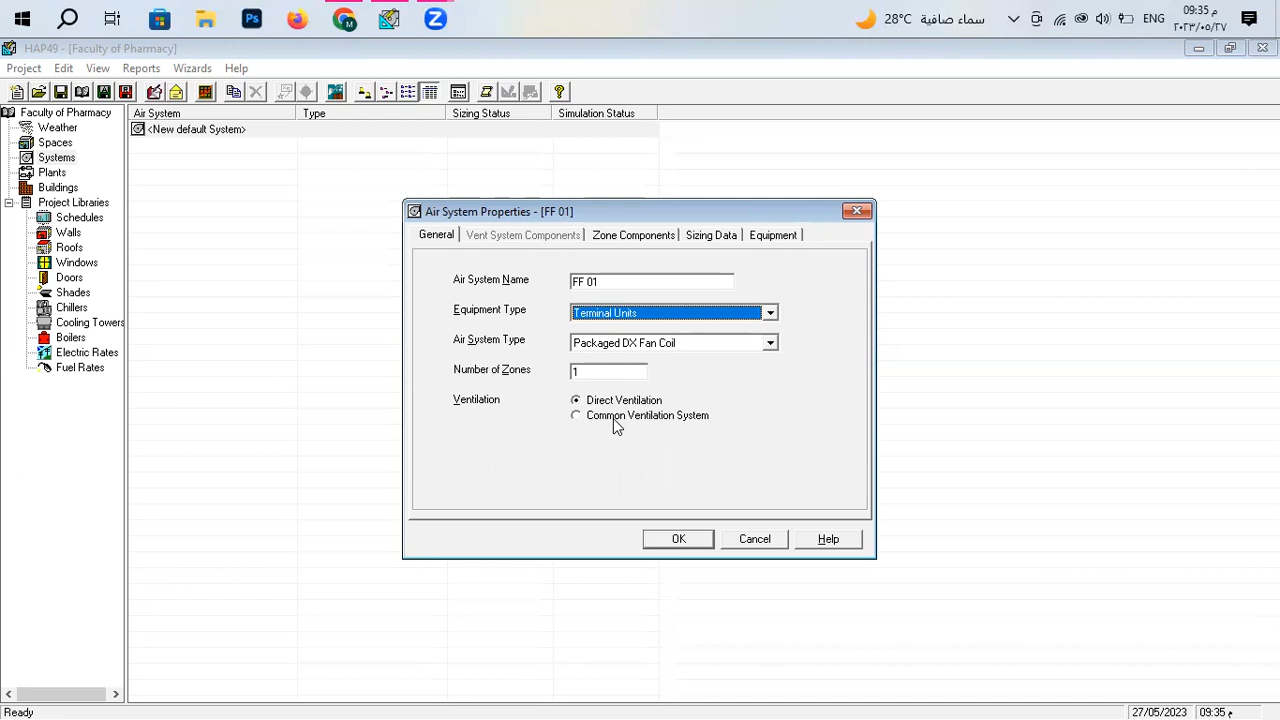 28°C سماء صافية
ENG
09:35 م
٢٠٢٣/٠٥/٢٧
HAP49 - [Faculty of Pharmacy]
Project Edit View Reports Wizards Help
Faculty of Pharmacy
Weather
Spaces
Systems
Plants
Buildings
Project Libraries
Schedules
Walls
Roofs
Windows
Doors
Shades
Chillers
Cooling Towers
Boilers
Electric Rates
Fuel Rates
Air System Type Sizing Status Simulation Status
<New default System>
Air System Properties - [FF 01]
General Vent System Components Zone Components Sizing Data Equipment
Air System Name FF 01
Equipment Type Terminal Units
Air System Type Packaged DX Fan Coil
Number of Zones 1
Ventilation Direct Ventilation
Common Ventilation System
OK Cancel Help
Ready 27/05/2023 09:35 م